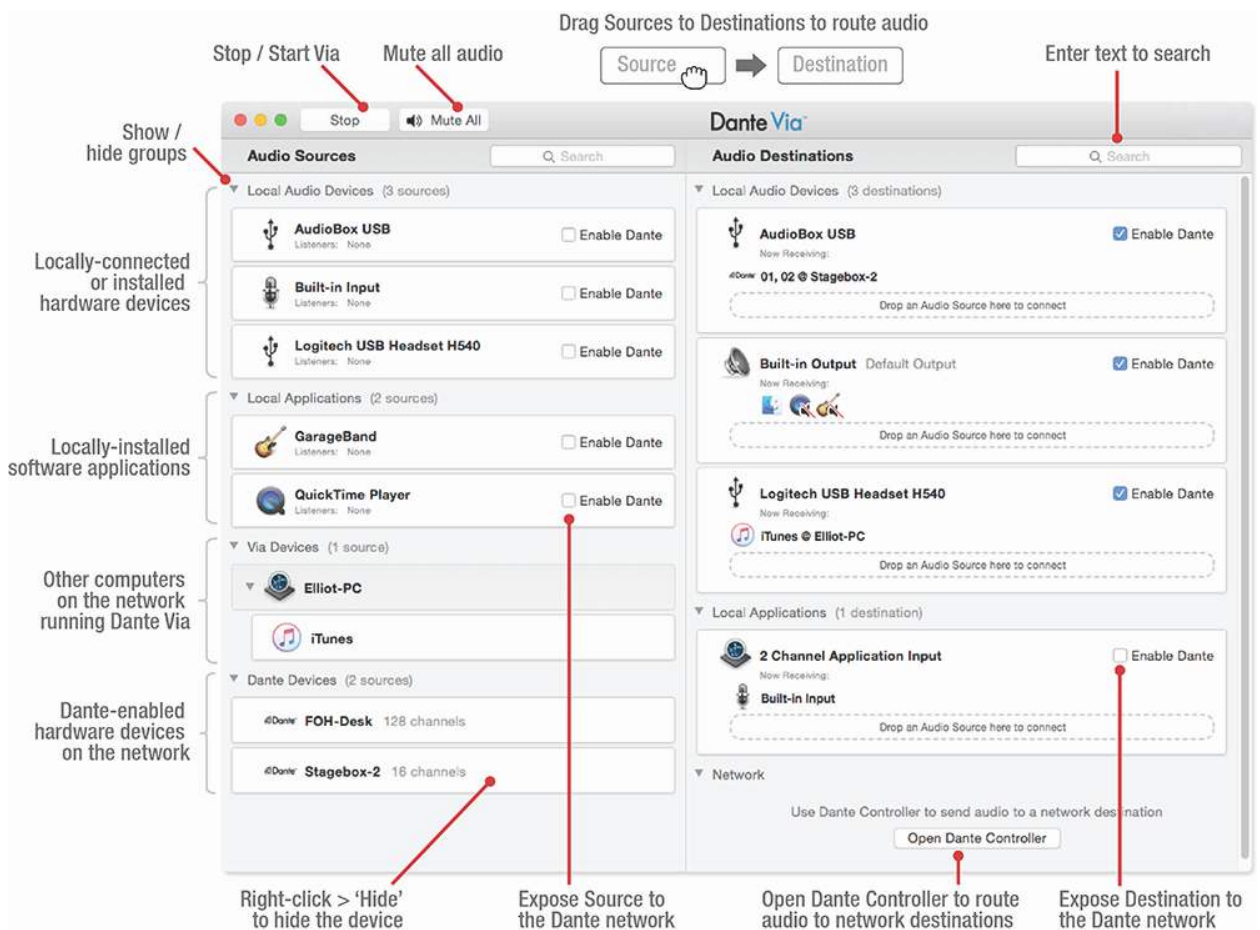 Drag Sources to Destinations to route audio
Stop / Start Via
Mute all audio
Source
Destination
Enter text to search
Stop
Mute All
Dante Via™
Show /
hide groups
Audio Sources
Search
Audio Destinations
Search
Local Audio Devices (3 sources)
AudioBox USB
Listeners: None
Enable Dante
Built-in Input
Listeners: None
Enable Dante
Logitech USB Headset H540
Listeners: None
Enable Dante
Locally-connected
or installed
hardware devices
Local Applications (2 sources)
GarageBand
Listeners: None
Enable Dante
QuickTime Player
Listeners: None
Enable Dante
Locally-installed
software applications
Via Devices (1 source)
Elliot-PC
iTunes
Other computers
on the network
running Dante Via
Dante Devices (2 sources)
Dante FOH-Desk 128 channels
Dante Stagebox-2 16 channels
Dante-enabled
hardware devices
on the network
Local Audio Devices (3 destinations)
AudioBox USB
Enable Dante
Now Receiving:
Dante 01, 02 @ Stagebox-2
Drop an Audio Source here to connect
Built-in Output Default Output
Enable Dante
Now Receiving:
Drop an Audio Source here to connect
Logitech USB Headset H540
Enable Dante
Now Receiving:
iTunes @ Elliot-PC
Drop an Audio Source here to connect
Local Applications (1 destination)
2 Channel Application Input
Enable Dante
Now Receiving:
Built-in Input
Drop an Audio Source here to connect
Network
Use Dante Controller to send audio to a network destination
Open Dante Controller
Right-click > 'Hide'
to hide the device
Expose Source to
the Dante network
Open Dante Controller to route
audio to network destinations
Expose Destination to
the Dante network